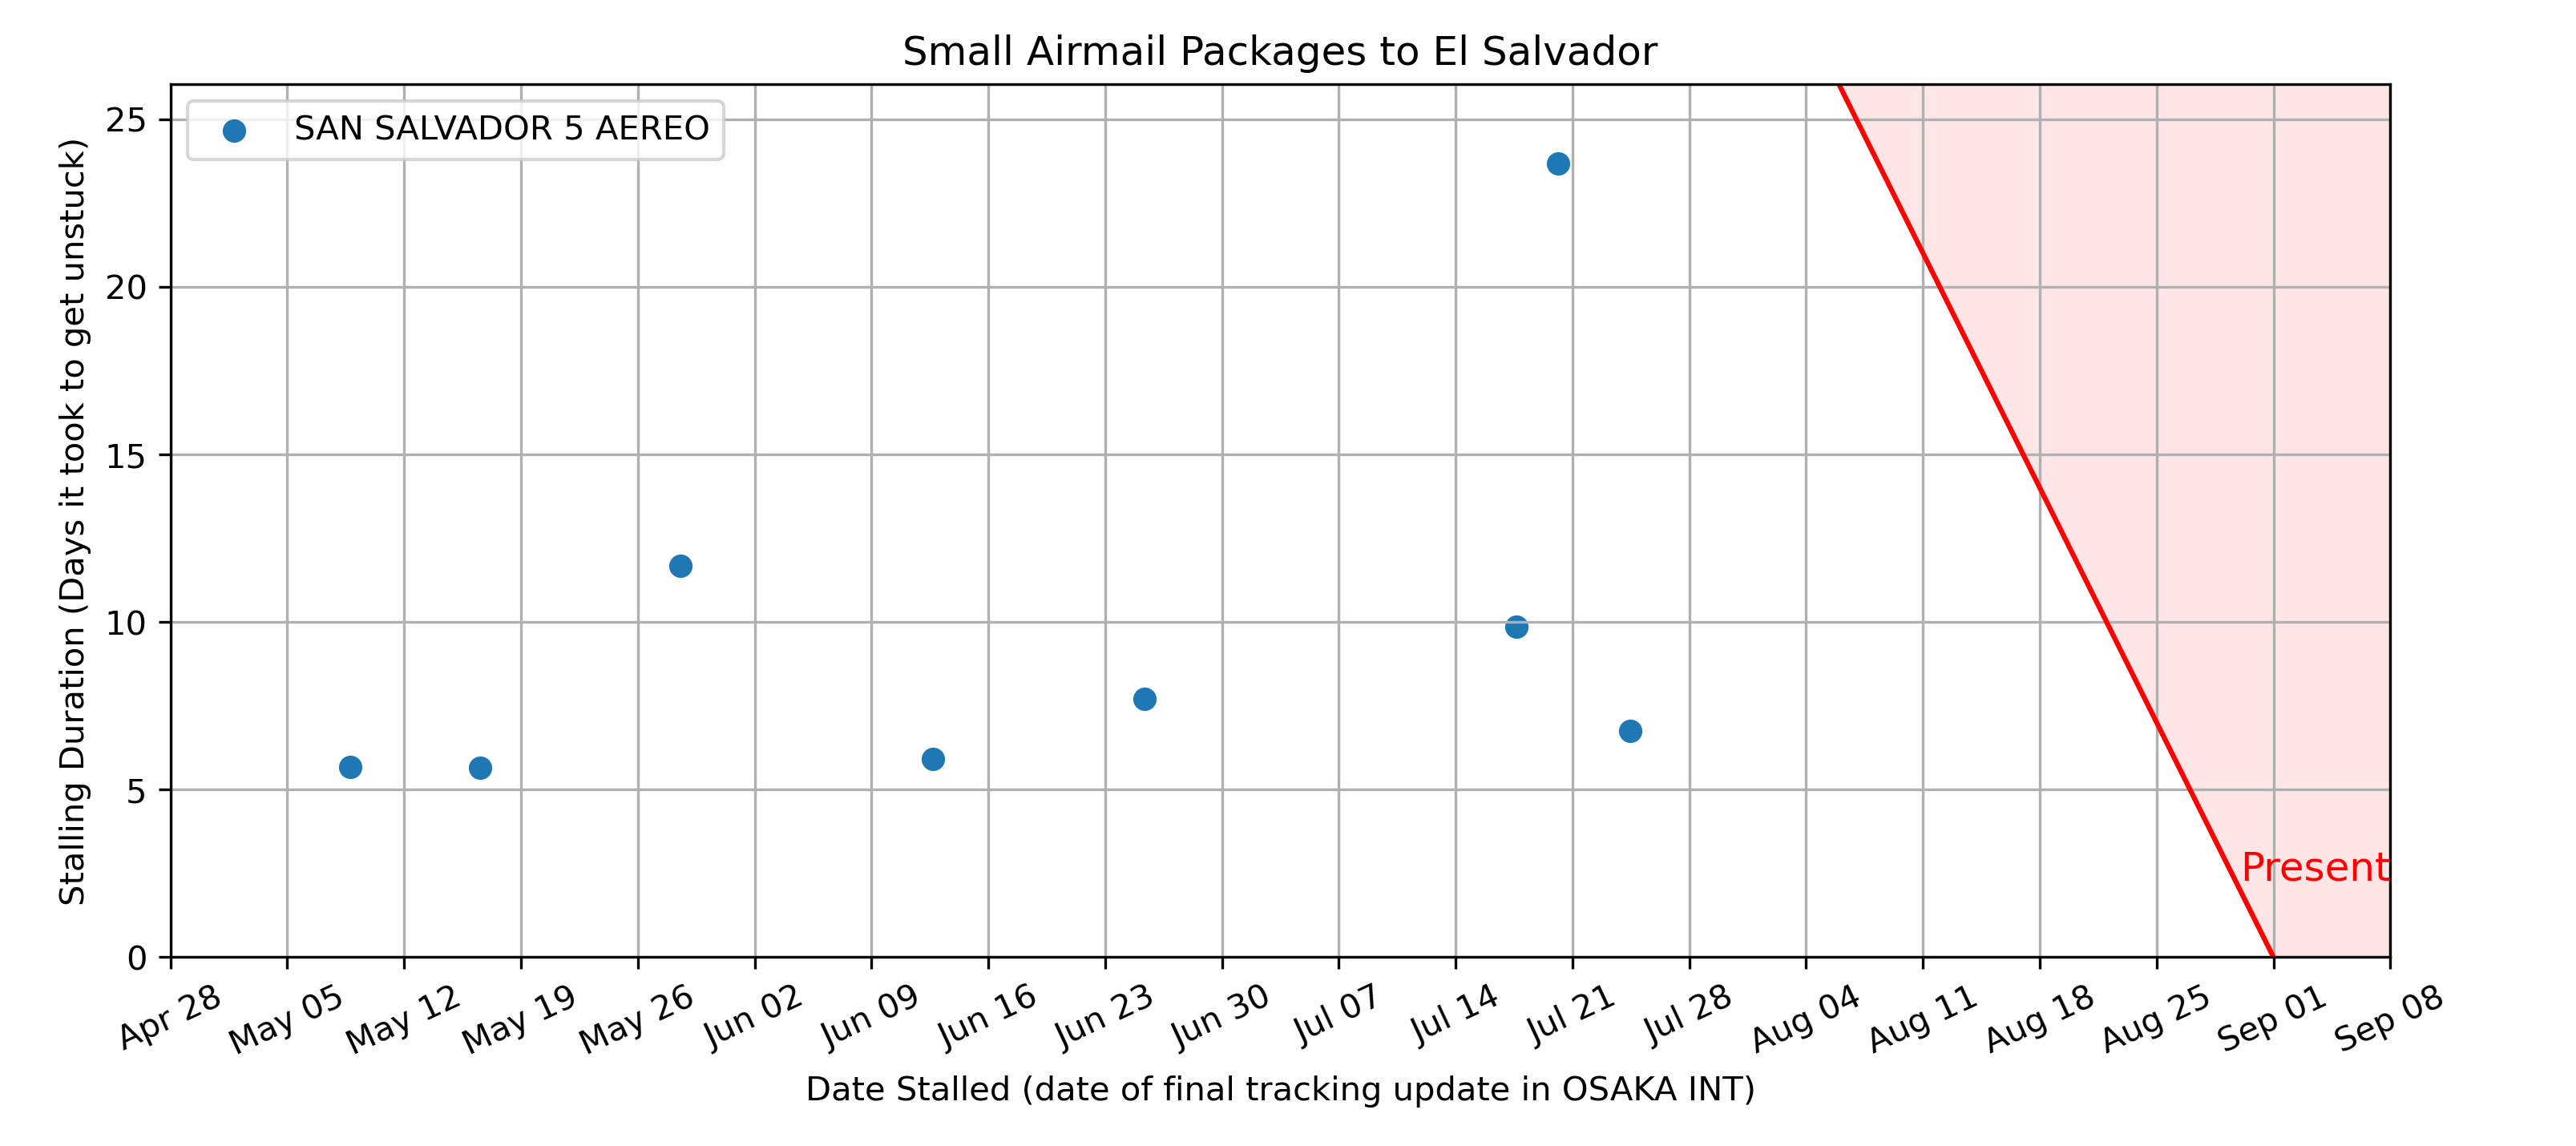 Small Airmail Packages to El Salvador
SAN SALVADOR 5 AEREO
Stalling Duration (Days it took to get unstuck)
25
20
15
10
5
0
Present
Apr 28
May 05
May 12
May 19
May 26
Jun 02
Jun 09
Jun 16
Jun 23
Jun 30
Jul 07
Jul 14
Jul 21
Jul 28
Aug 04
Aug 11
Aug 18
Aug 25
Sep 01
Sep 08
Date Stalled (date of final tracking update in OSAKA INT)